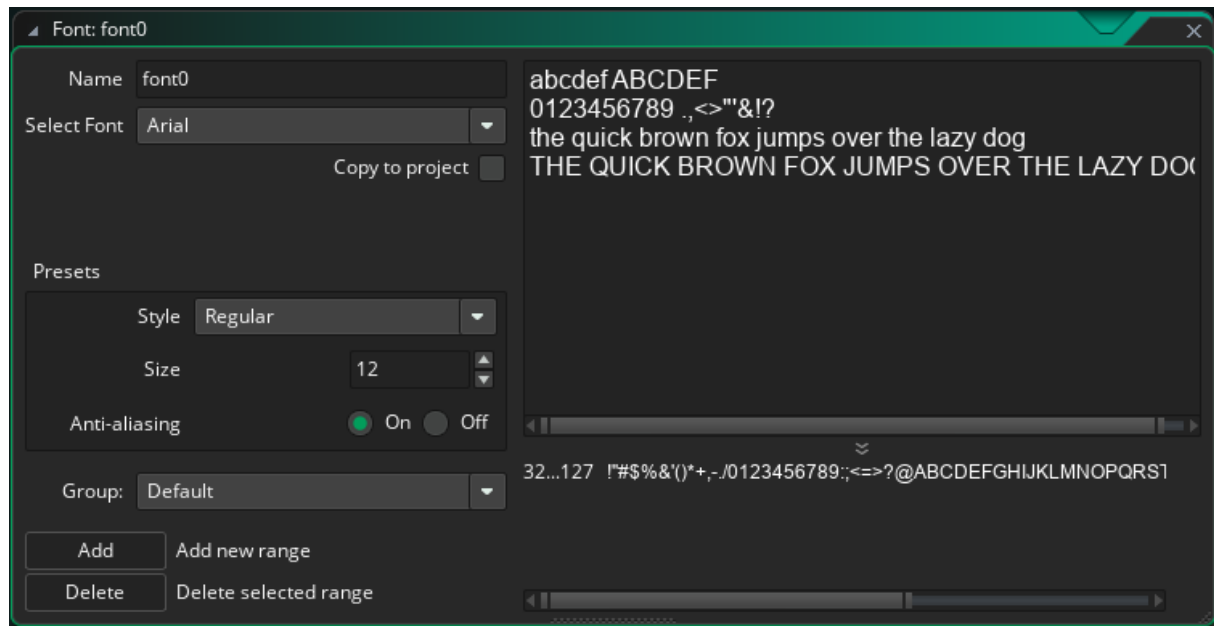 Font: font0
Name font0
Select Font Arial
Copy to project
Presets
Style Regular
Size 12
Anti-aliasing On Off
Group: Default
Add Add new range
Delete Delete selected range
abcdef ABCDEF
0123456789 .,<>"'&!?
the quick brown fox jumps over the lazy dog
THE QUICK BROWN FOX JUMPS OVER THE LAZY DO
32...127 !"#$%&'()*+,-./0123456789:;<=>?@ABCDEFGHIJKLMNOPQRST